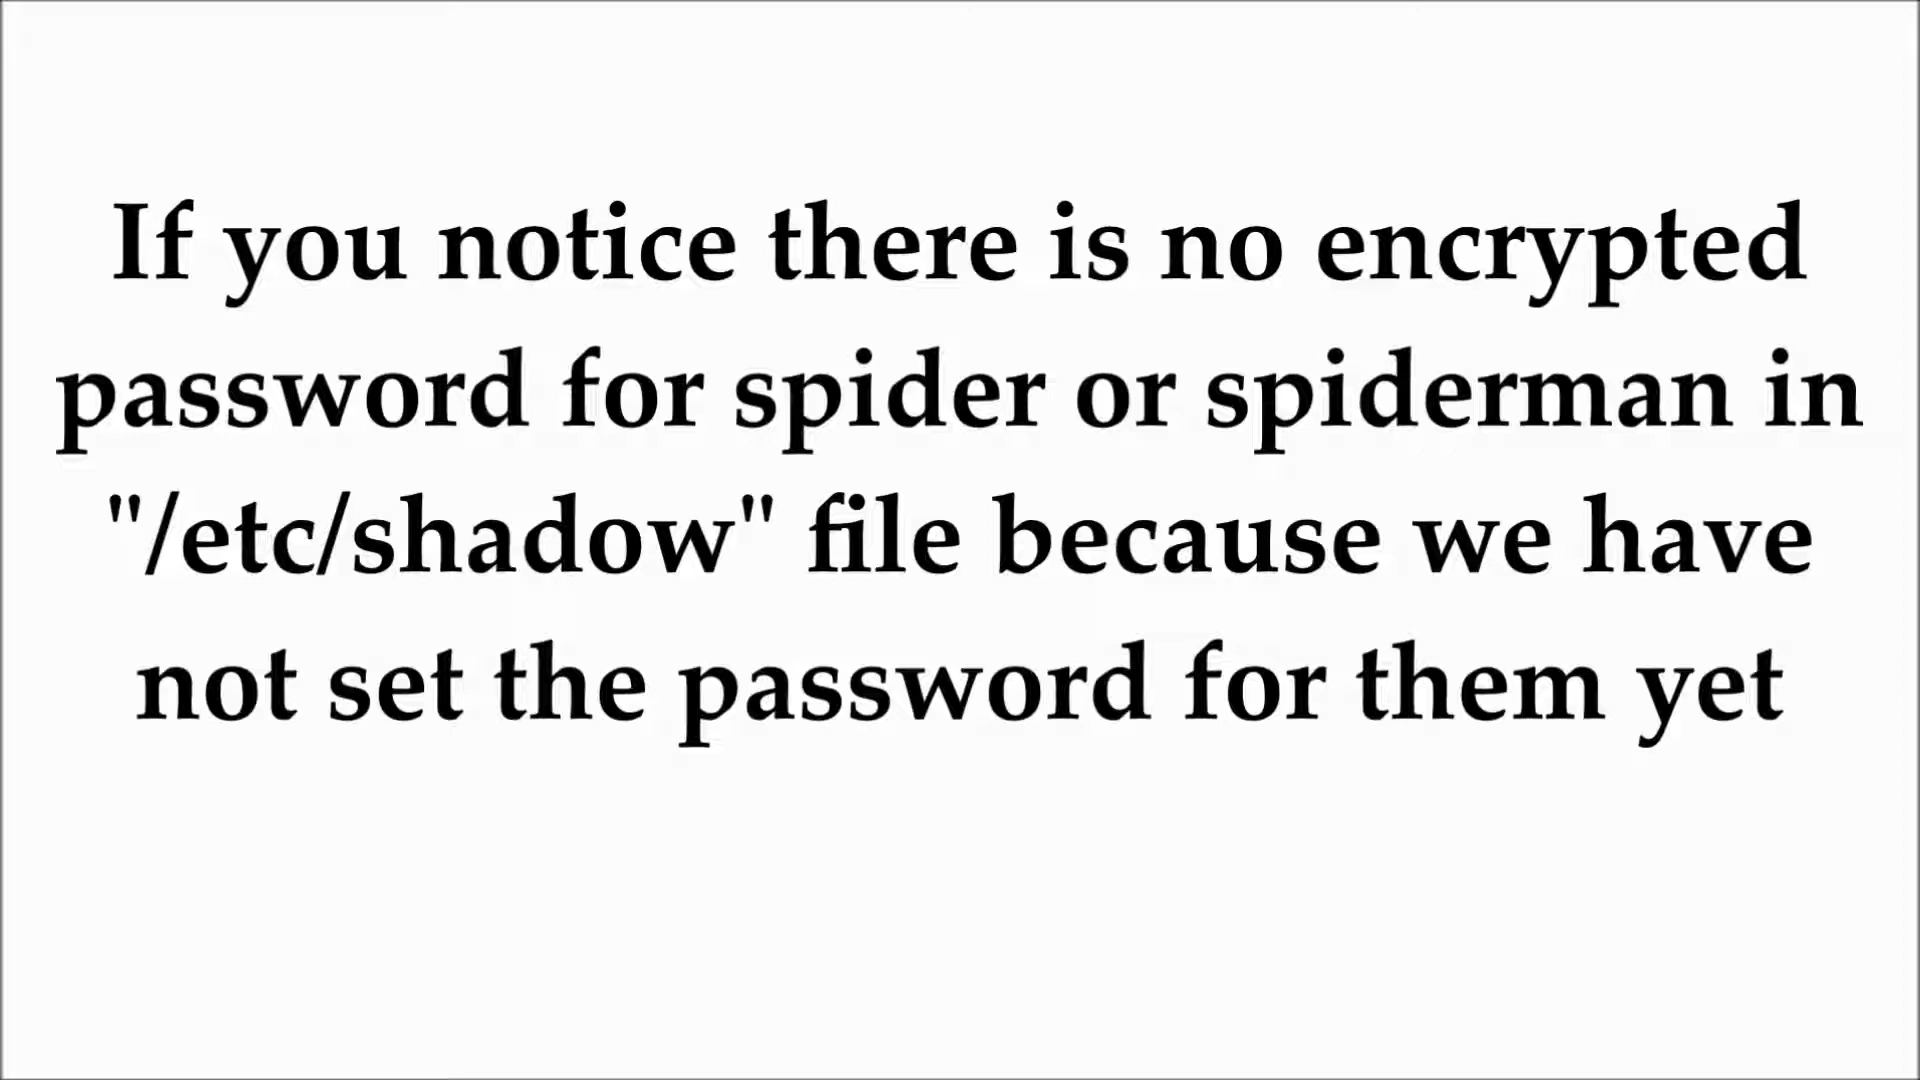 If you notice there is no encrypted
password for spider or spiderman in
"/etc/shadow" file because we have
not set the password for them yet